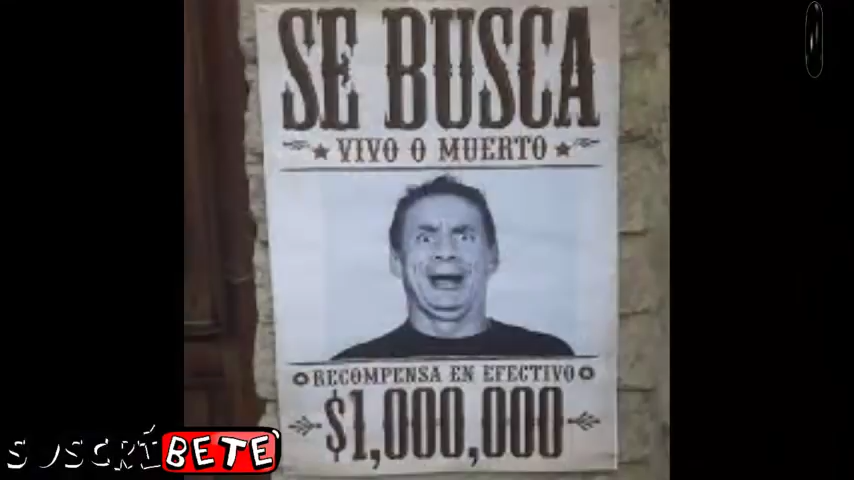 SE BUSCA
VIVO O MUERTO
RECOMPENSA EN EFECTIVO
$1,000,000
SUSCRÍBETE